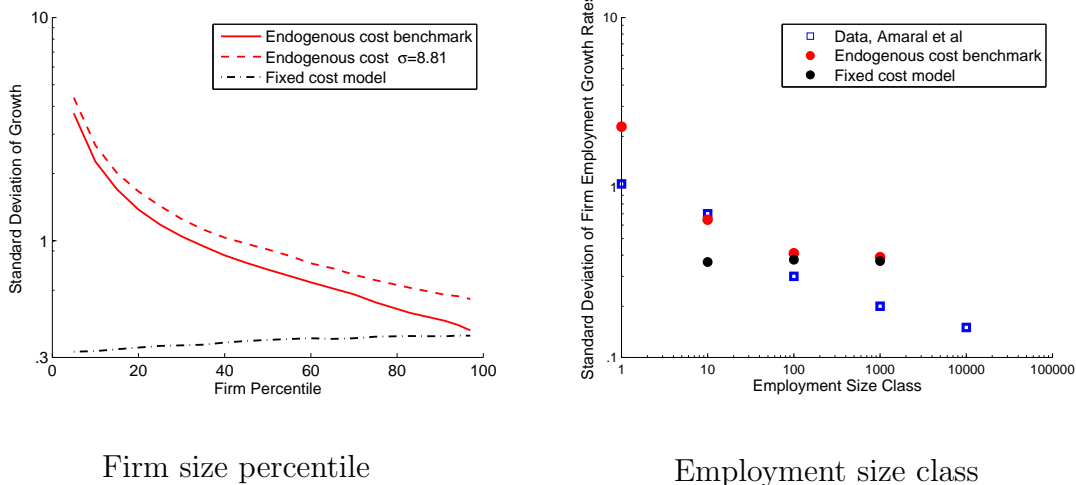 10
1
.3
0
20
40
60
80
100
Standard Deviation of Growth
Firm Percentile
Endogenous cost benchmark
Endogenous cost σ=8.81
Fixed cost model
Firm size percentile
10
1
.1
1
10
100
1000
10000
100000
Standard Deviation of Firm Employment Growth Rates
Employment Size Class
Data, Amaral et al
Endogenous cost benchmark
Fixed cost model
Employment size class